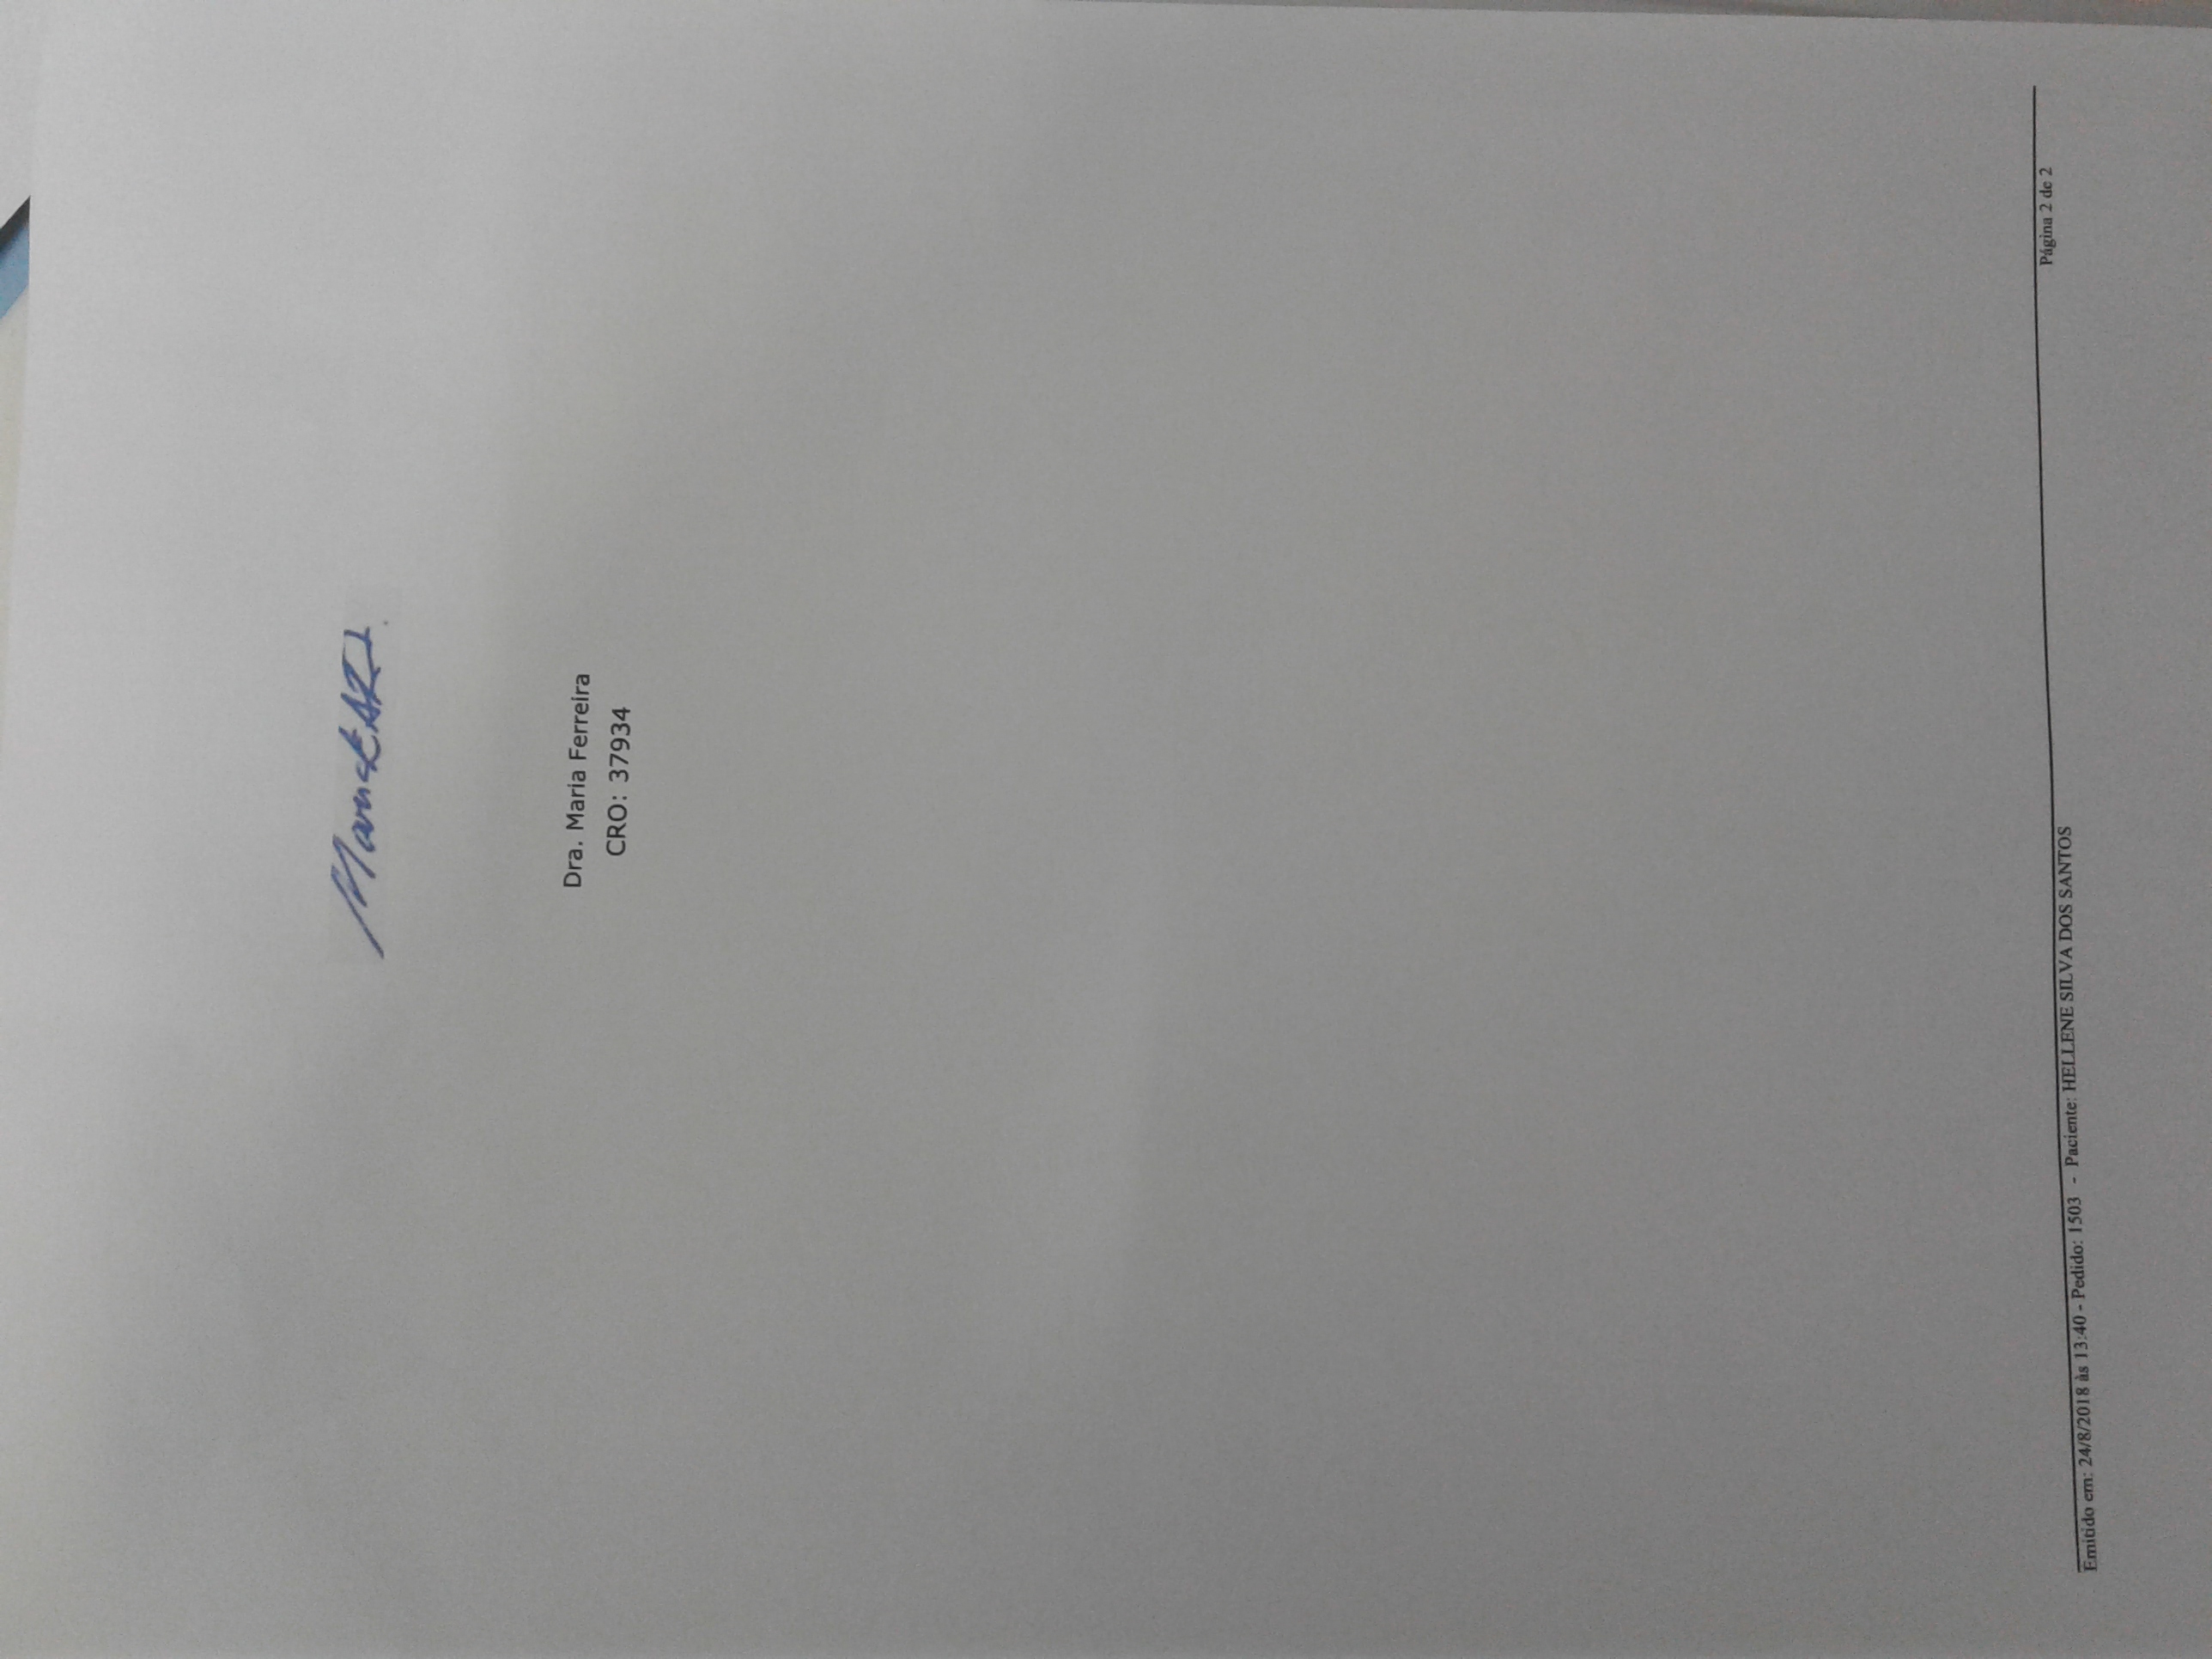 Dra. Maria Ferreira
CRO: 37934
Emitido em: 24/8/2018 às 13:40 - Pedido: 1503 - Paciente: HELLENE SILVA DOS SANTOS
Página 2 de 2